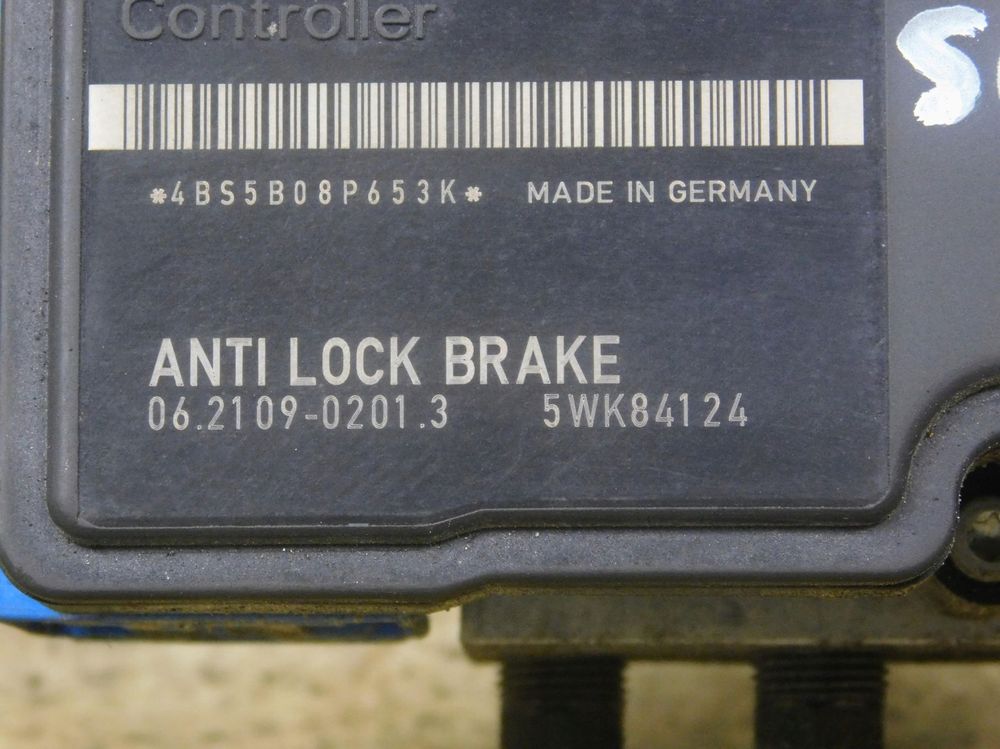 Controller
*4BS5B08P653K* MADE IN GERMANY
ANTI LOCK BRAKE
06.2109-0201.3 5WK84124